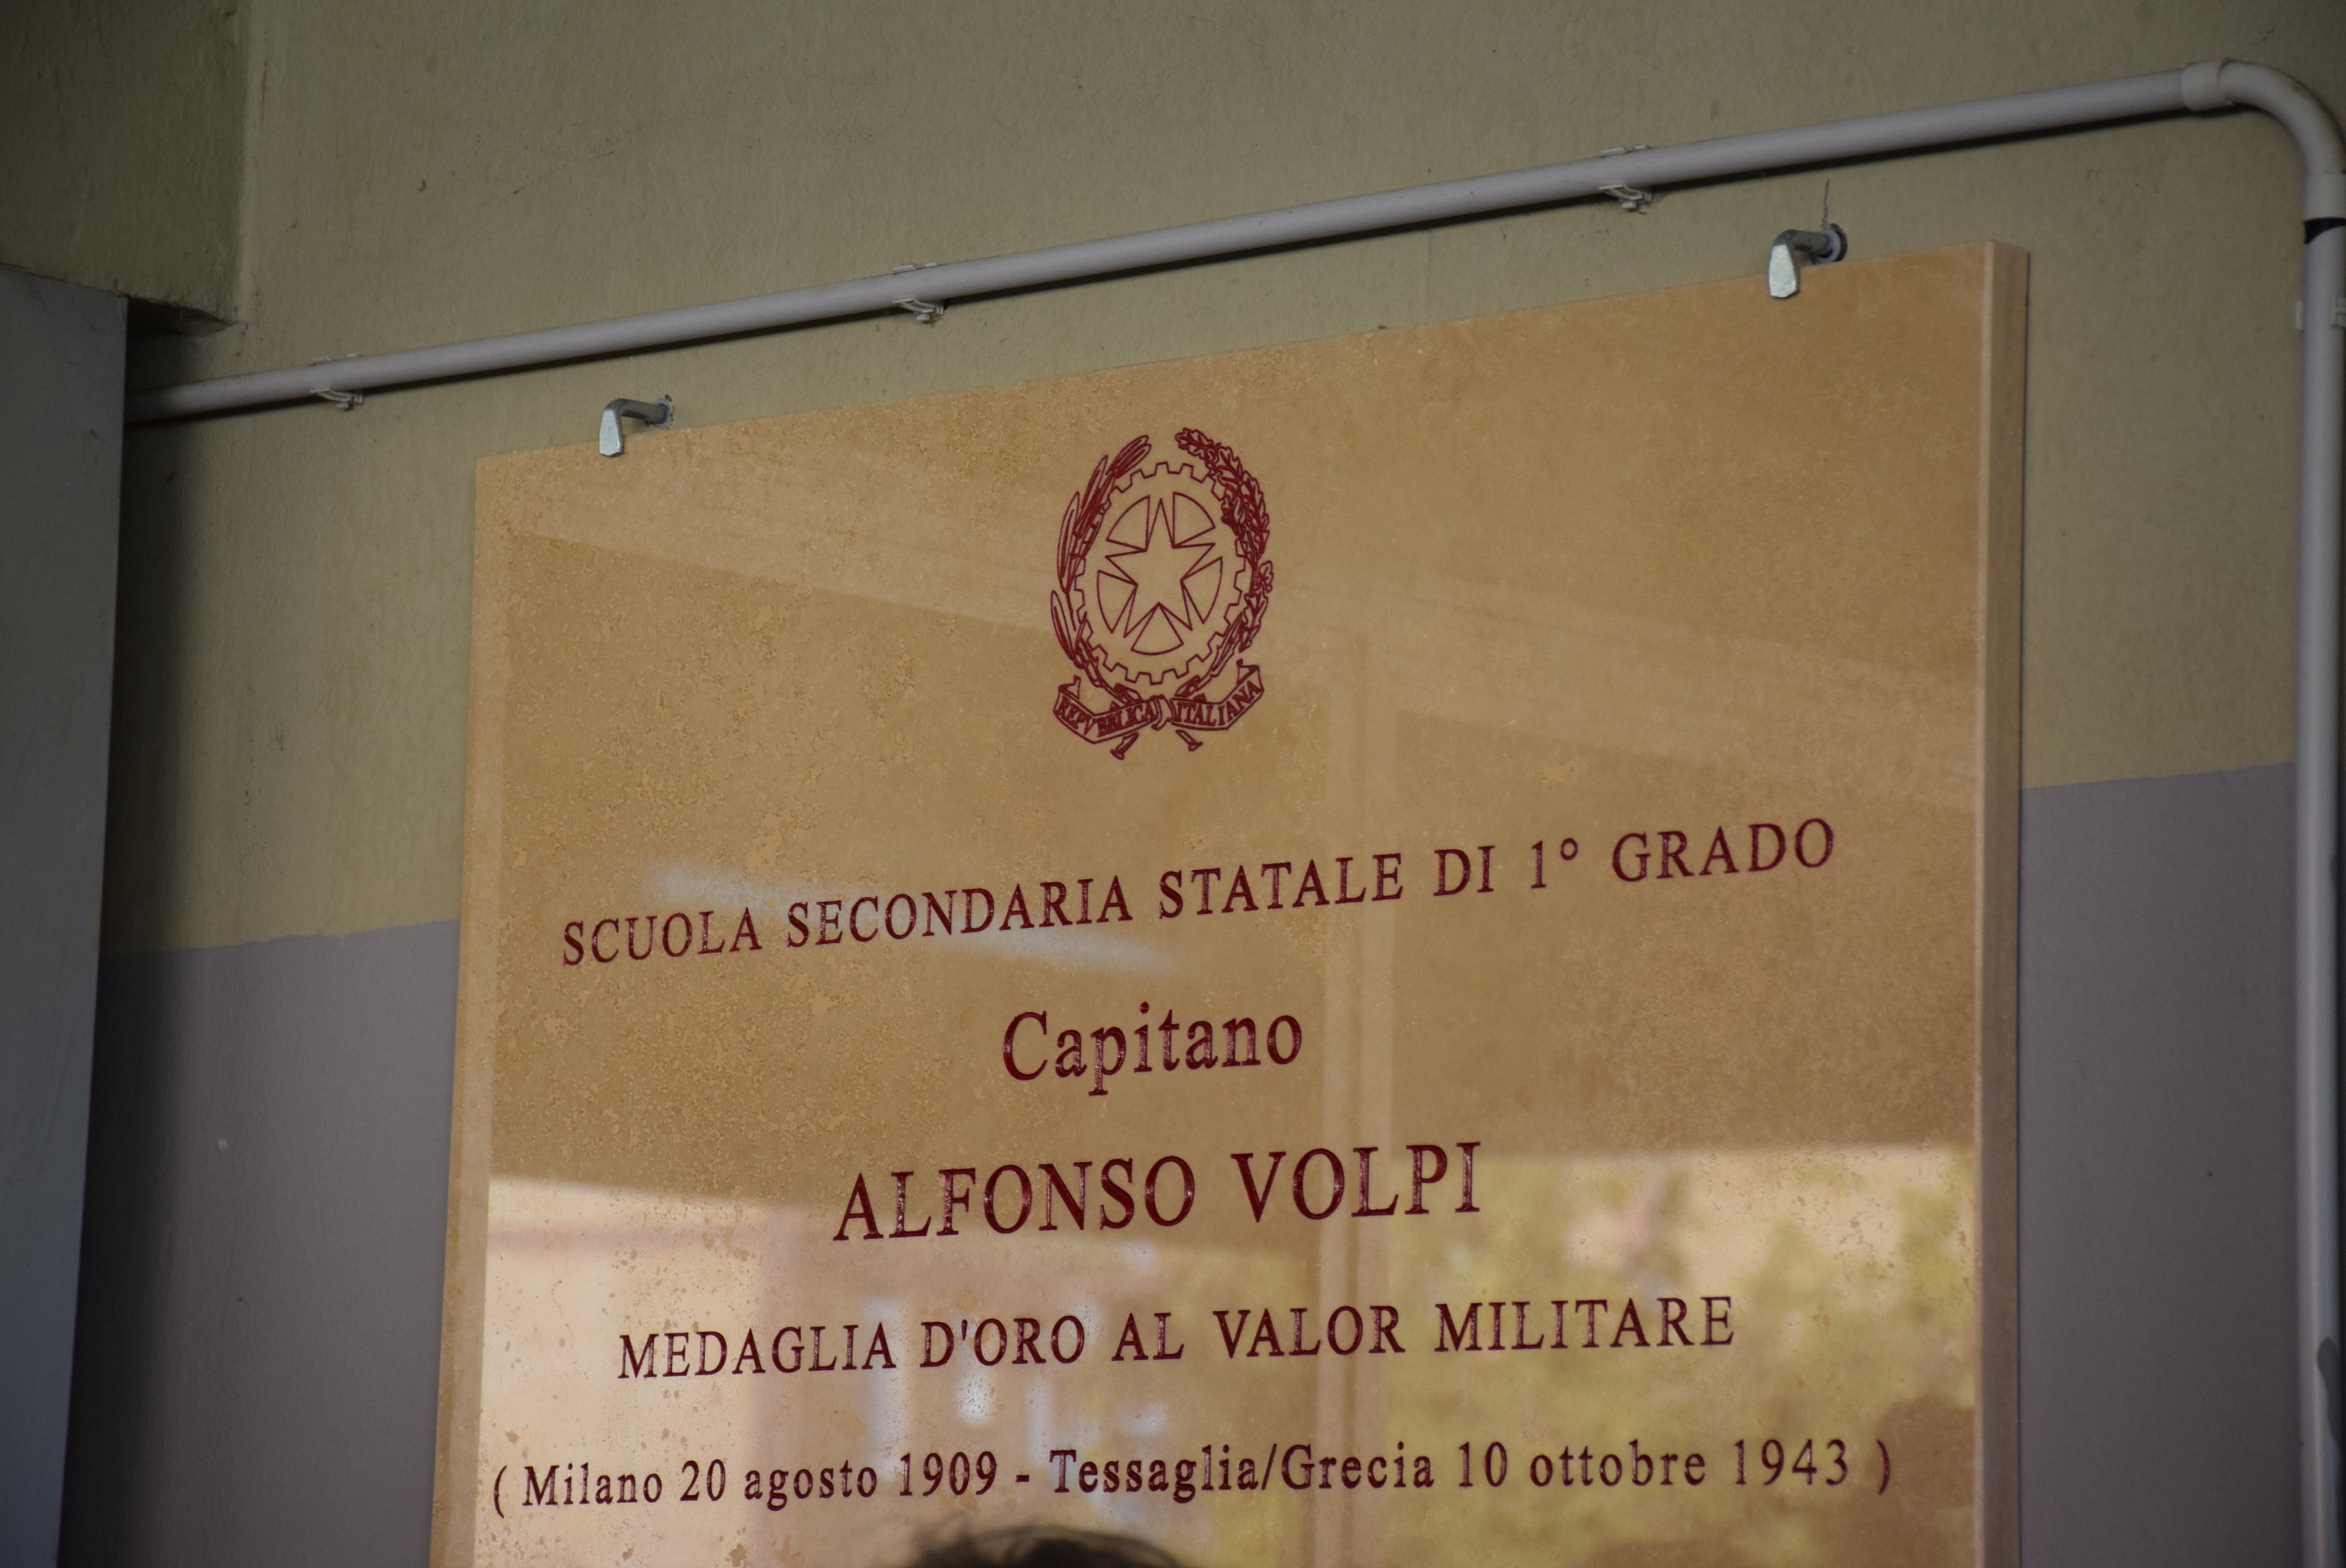 REPVBBLICA ITALIANA
SCUOLA SECONDARIA STATALE DI 1° GRADO
Capitano
ALFONSO VOLPI
MEDAGLIA D'ORO AL VALOR MILITARE
( Milano 20 agosto 1909 - Tessaglia/Grecia 10 ottobre 1943 )